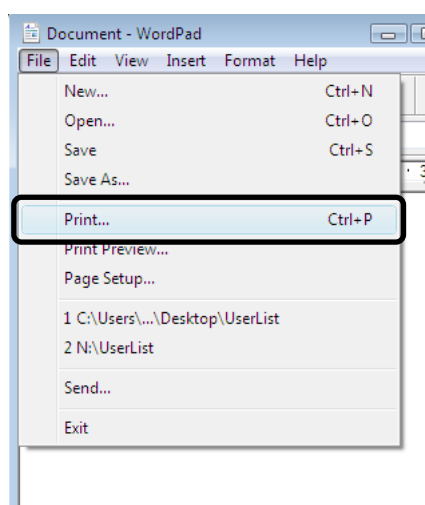 Document - WordPad
File Edit View Insert Format Help
New... Ctrl+N
Open... Ctrl+O
Save Ctrl+S
Save As...
Print... Ctrl+P
Print Preview...
Page Setup...
1 C:\Users\...\Desktop\UserList
2 N:\UserList
Send...
Exit